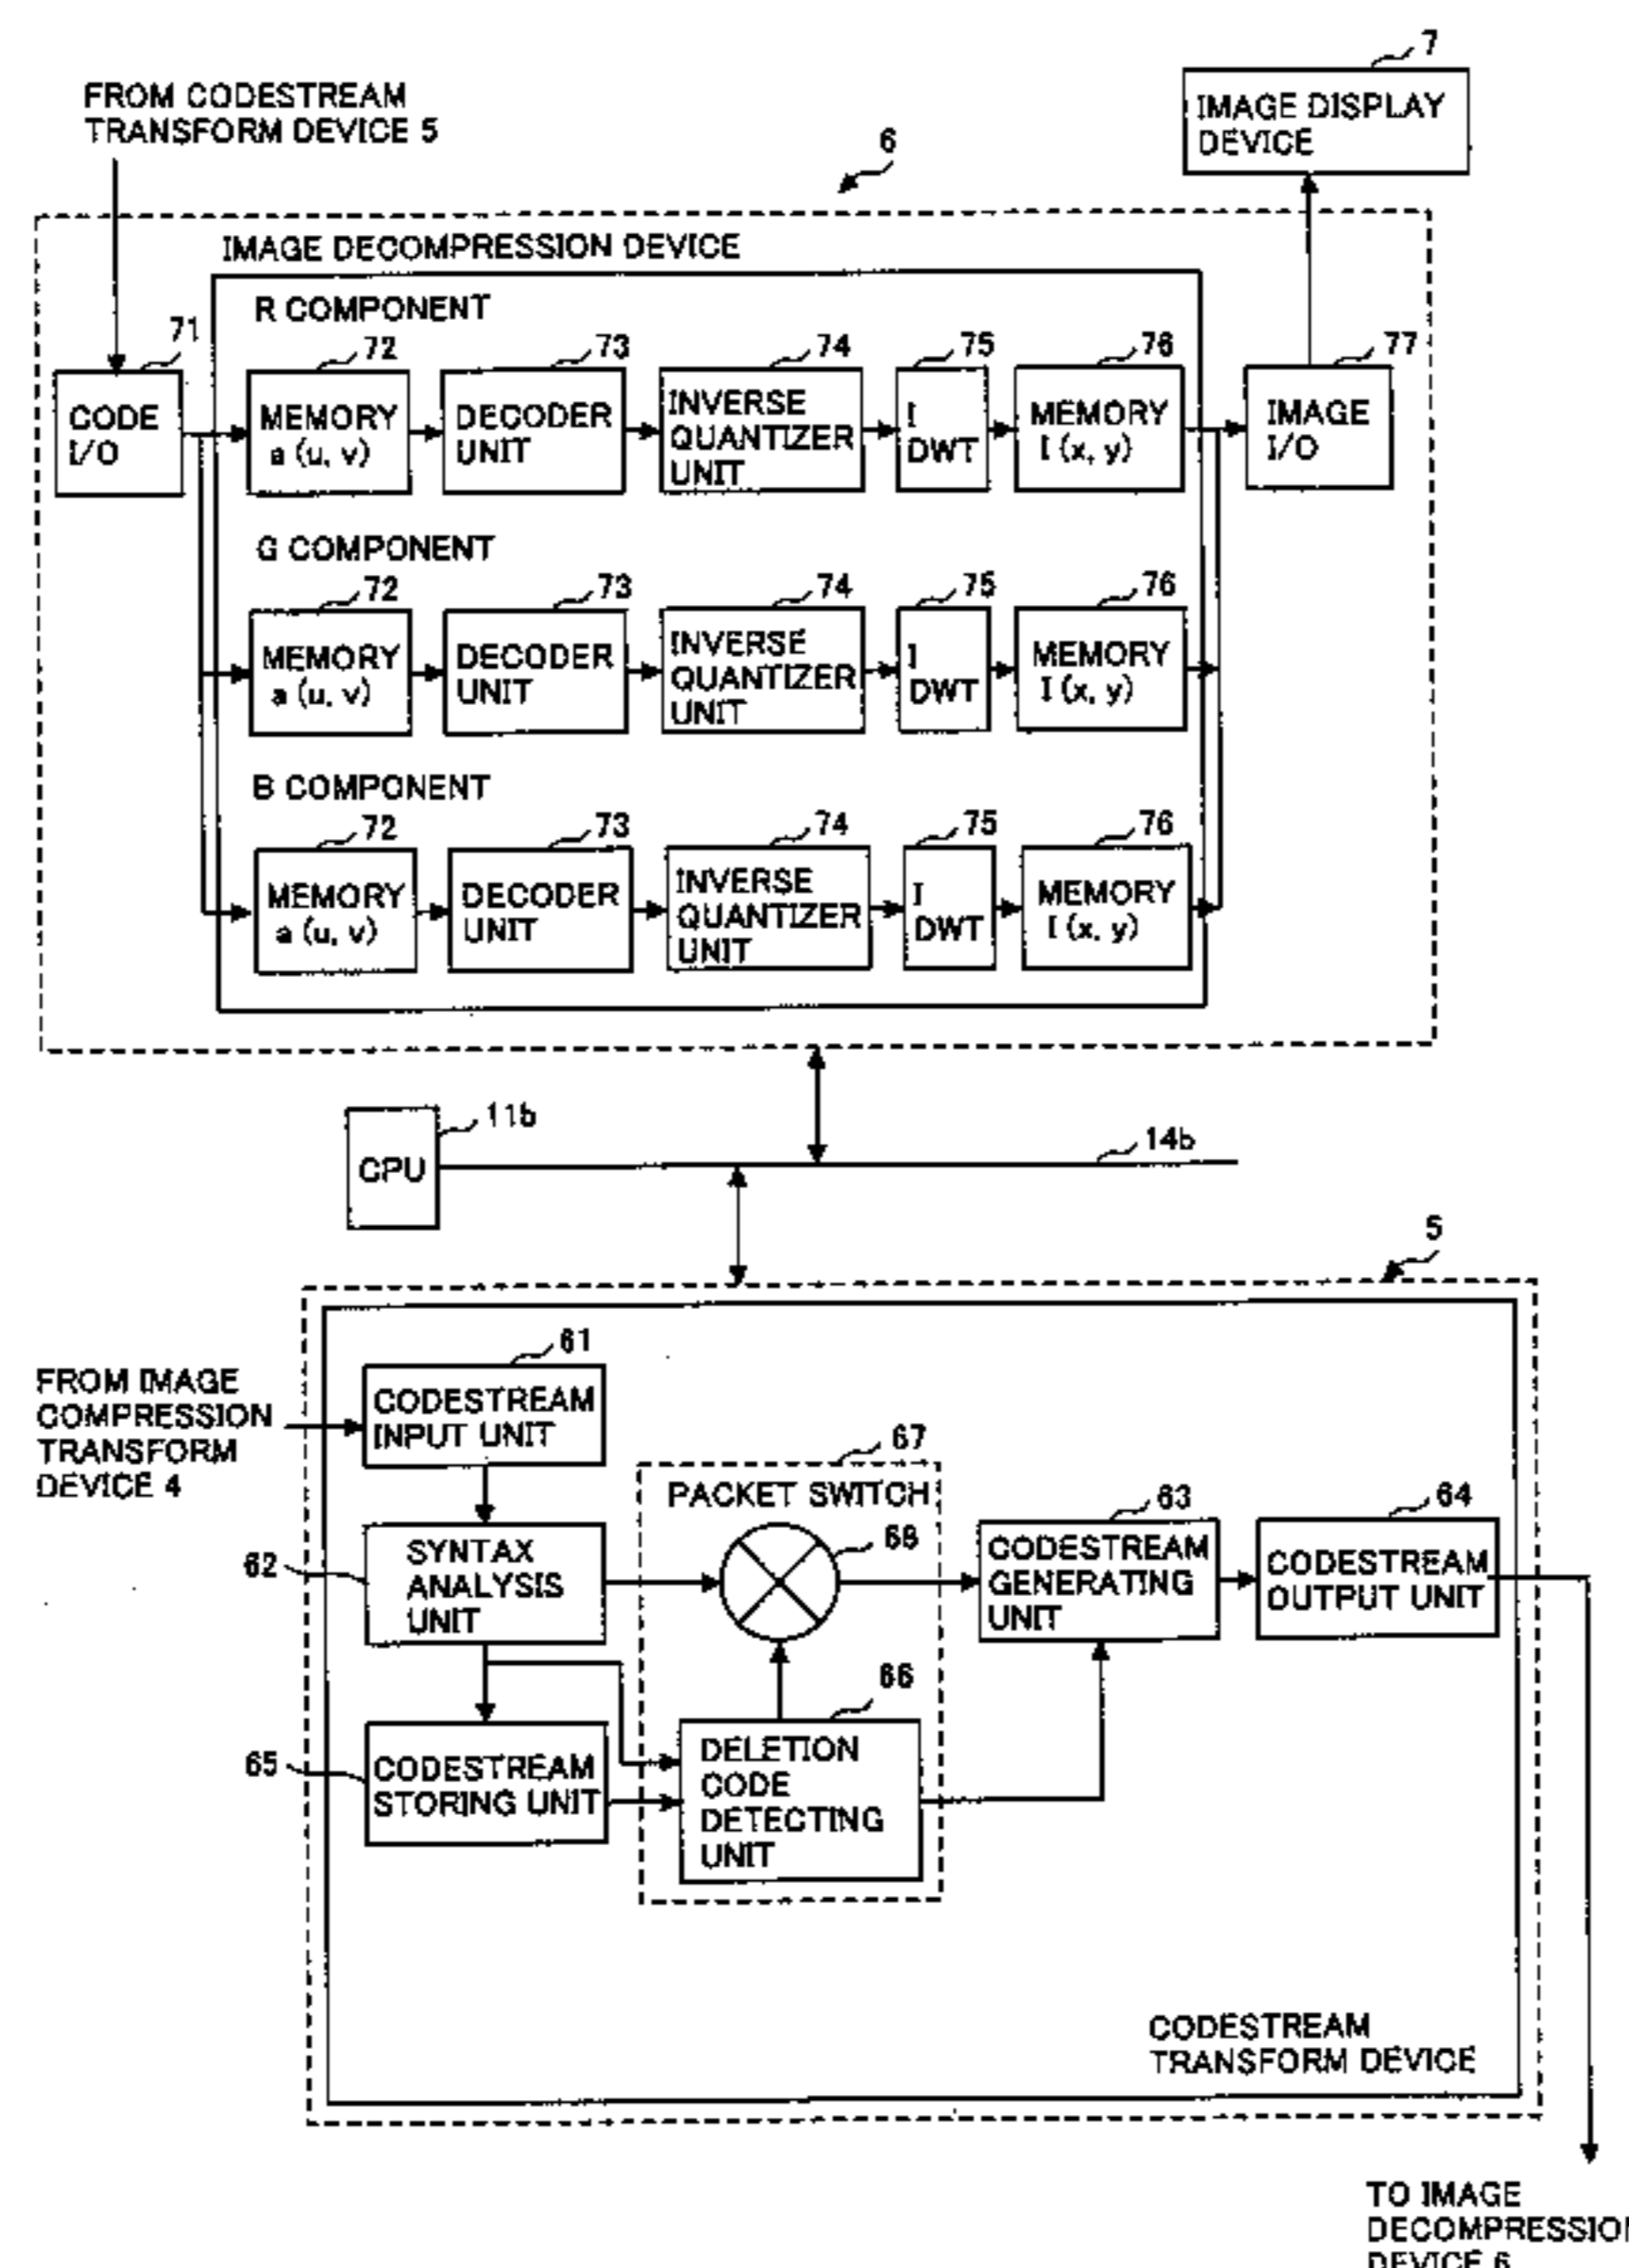 7
FROM CODESTREAM
TRANSFORM DEVICE 5
IMAGE DISPLAY
DEVICE
6
IMAGE DECOMPRESSION DEVICE
R COMPONENT
71
72
73
74
75
76
77
CODE
I/O
MEMORY
a (u, v)
DECODER
UNIT
INVERSE
QUANTIZER
UNIT
I
DWT
MEMORY
I (x, y)
IMAGE
I/O
G COMPONENT
72
73
74
75
76
MEMORY
a (u, v)
DECODER
UNIT
INVERSE
QUANTIZER
UNIT
I
DWT
MEMORY
I (x, y)
B COMPONENT
72
73
74
75
76
MEMORY
a (u, v)
DECODER
UNIT
INVERSE
QUANTIZER
UNIT
I
DWT
MEMORY
I (x, y)
11b
CPU
14b
5
FROM IMAGE
COMPRESSION
TRANSFORM
DEVICE 4
61
CODESTREAM
INPUT UNIT
67
PACKET SWITCH
68
62
SYNTAX
ANALYSIS
UNIT
63
CODESTREAM
GENERATING
UNIT
64
CODESTREAM
OUTPUT UNIT
66
DELETION
CODE
DETECTING
UNIT
65
CODESTREAM
STORING UNIT
CODESTREAM
TRANSFORM DEVICE
TO IMAGE
DECOMPRESSION
DEVICE 6